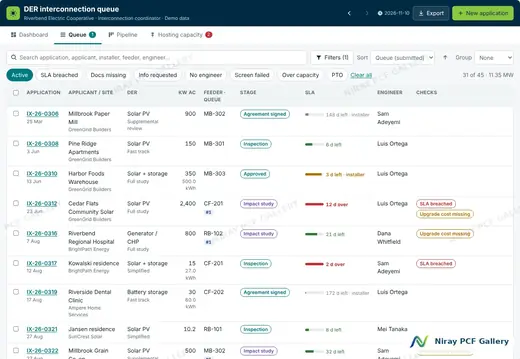 DER interconnection queue
Riverbend Electric Cooperative · Interconnection coordinator · Demo data
2026-11-10
Export
New application
Dashboard
Queue 1
Pipeline
Hosting capacity 2
Search application, applicant, installer, feeder, engineer...
Filters (1)
Sort
Queue (submitted)
Group
None
Active
SLA breached
Docs missing
Info requested
No engineer
Screen failed
Over capacity
PTO
Clear all
31 of 45 · 11.35 MW
APPLICATION
APPLICANT / SITE
DER
KW AC
FEEDER · QUEUE
STAGE
SLA
ENGINEER
CHECKS
IX-26-0306
25 Mar
Millbrook Paper Mill
GreenGrid Builders
Solar PV
Supplemental review
900
MB-302
Agreement signed
148 d left · installer
Sam Adeyemi
IX-26-0308
3 Jun
Pine Ridge Apartments
GreenGrid Builders
Solar PV
Fast track
150
MB-301
Inspection
6 d left
Luis Ortega
IX-26-0310
Harbor Foods Warehouse
GreenGrid Builders
Solar + storage
Full study
350
500.0 kWh
MB-303
Approved
3 d left · installer
Luis Ortega
IX-26-0312
Cedar Flats Community Solar
GreenGrid Builders
Solar PV
Full study
2,400
CF-201
#1
Impact study
12 d over
Luis Ortega
SLA breached
Upgrade cost missing
IX-26-0316
7 Aug
Riverbend Regional Hospital
BrightPath Energy
Generator / CHP
Full study
800
RB-102
#1
Impact study
21 d left
Dana Whitfield
Upgrade cost missing
IX-26-0317
12 Aug
Kowalski residence
BrightPath Energy
Solar + storage
Simplified
15
27.0 kWh
CF-201
Inspection
2 d over
Sam Adeyemi
SLA breached
IX-26-0319
17 Aug
Riverside Dental Clinic
Ampere Home Services
Battery storage
Fast track
30
80.0 kWh
CF-202
Agreement signed
172 d left · installer
Luis Ortega
IX-26-0321
27 Aug
Jansen residence
SunCrest Solar
Solar PV
Simplified
10.2
RB-101
Inspection
8 d left
Mei Tanaka
IX-26-0322
Millbrook Grain
Solar PV
500
MB-302
Impact study
32 d left
Sam
Niray PCF Gallery